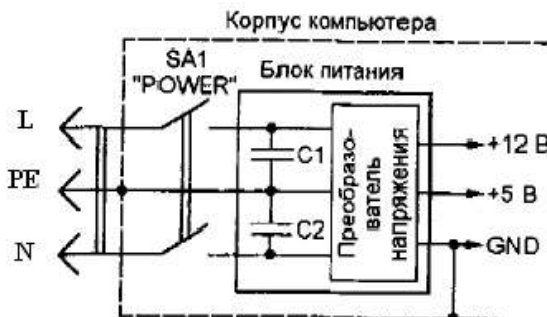 Корпус компьютера
SA1
"POWER"
Блок питания
L
PE
N
C1
C2
Преобразо-
ватель
напряжения
+12 В
+5 В
GND